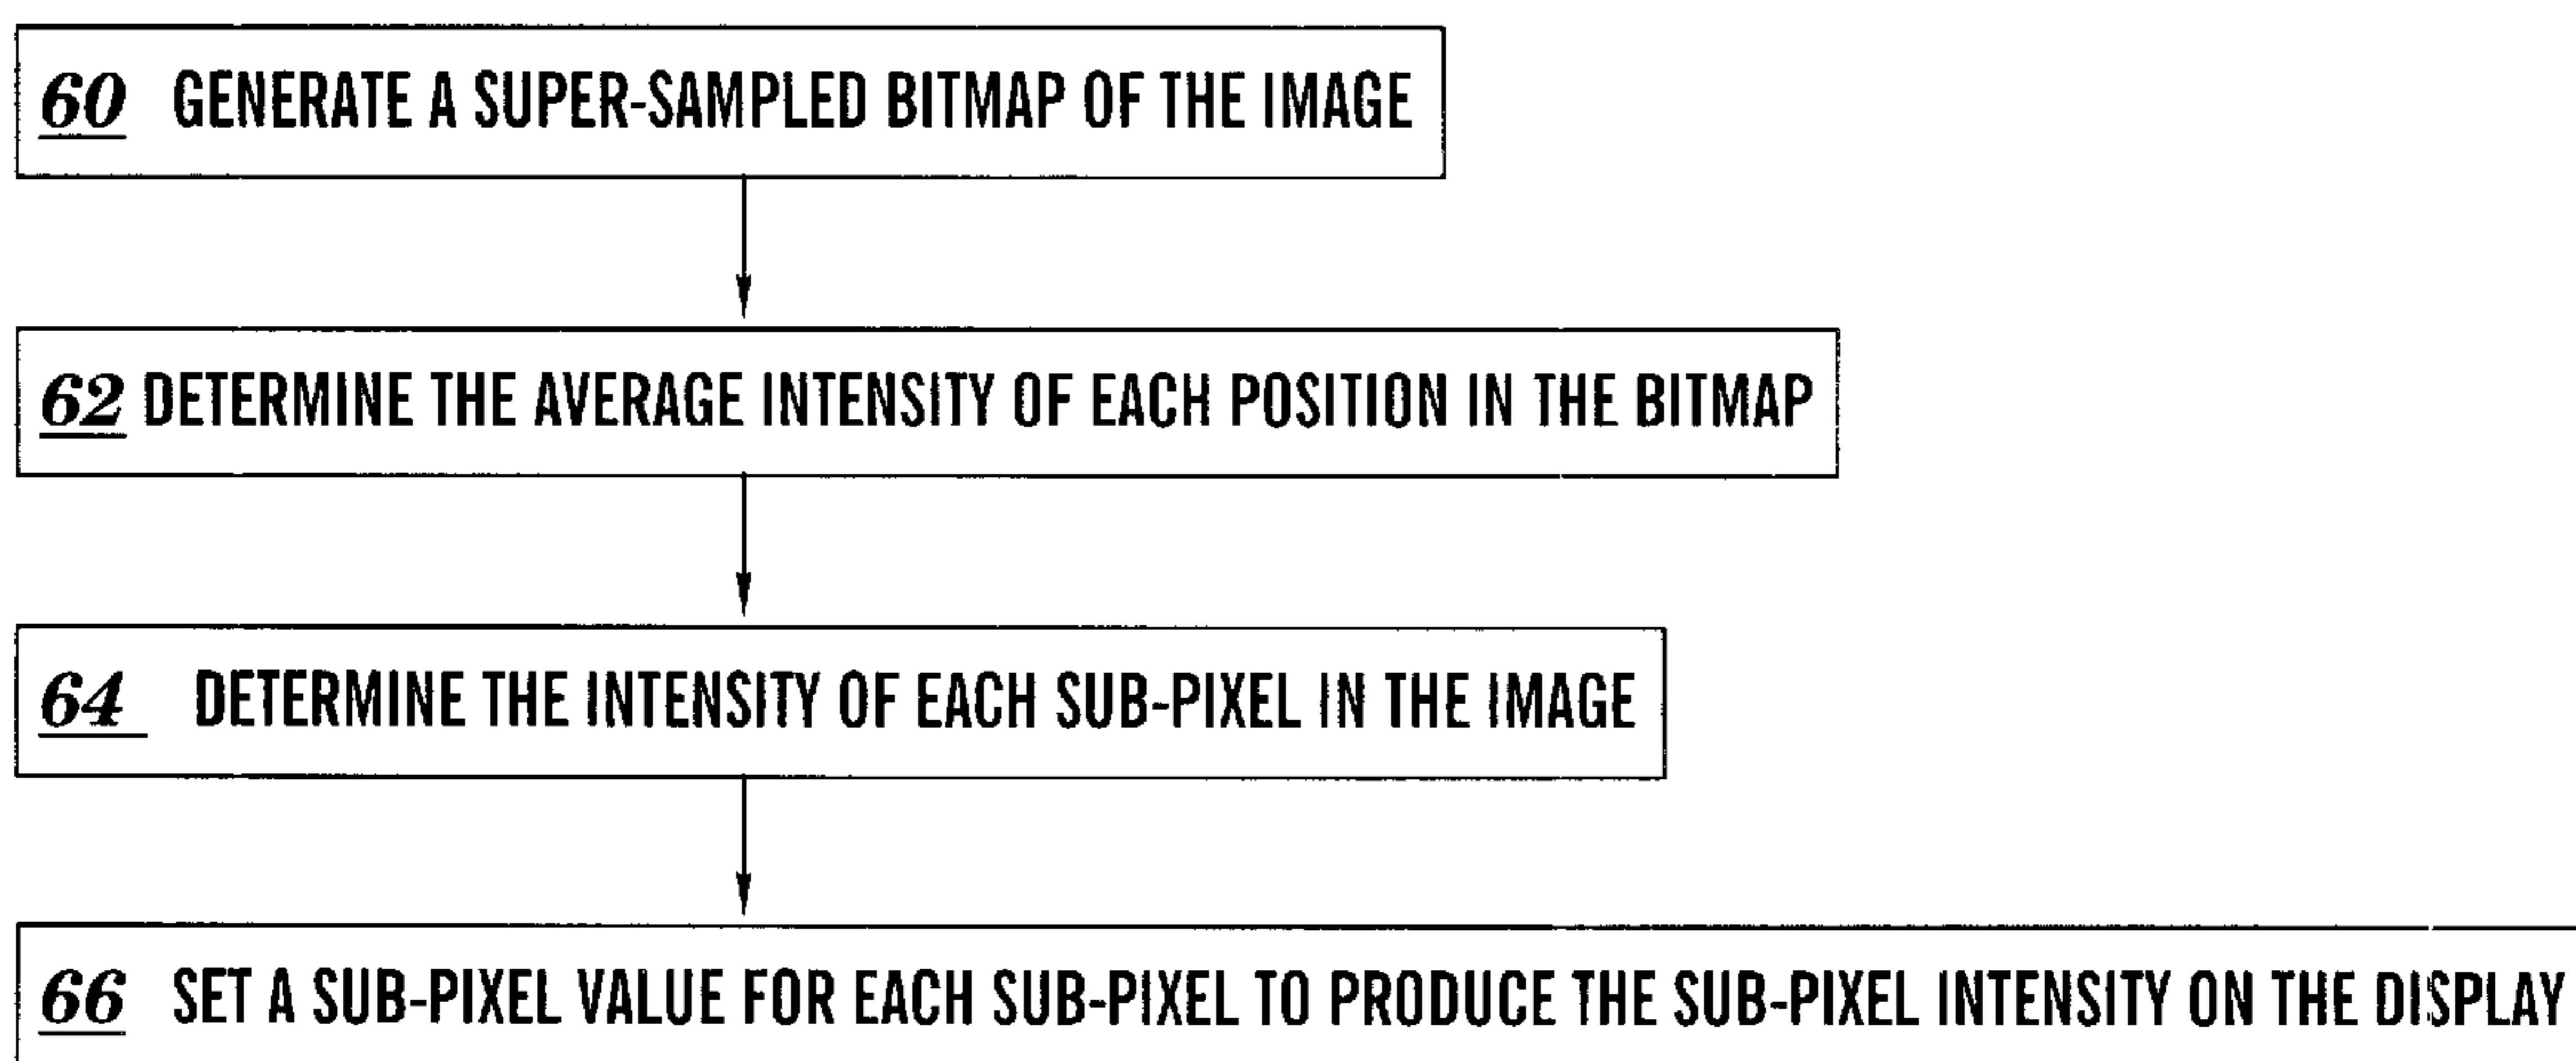 60 GENERATE A SUPER-SAMPLED BITMAP OF THE IMAGE
62 DETERMINE THE AVERAGE INTENSITY OF EACH POSITION IN THE BITMAP
64 DETERMINE THE INTENSITY OF EACH SUB-PIXEL IN THE IMAGE
66 SET A SUB-PIXEL VALUE FOR EACH SUB-PIXEL TO PRODUCE THE SUB-PIXEL INTENSITY ON THE DISPLAY